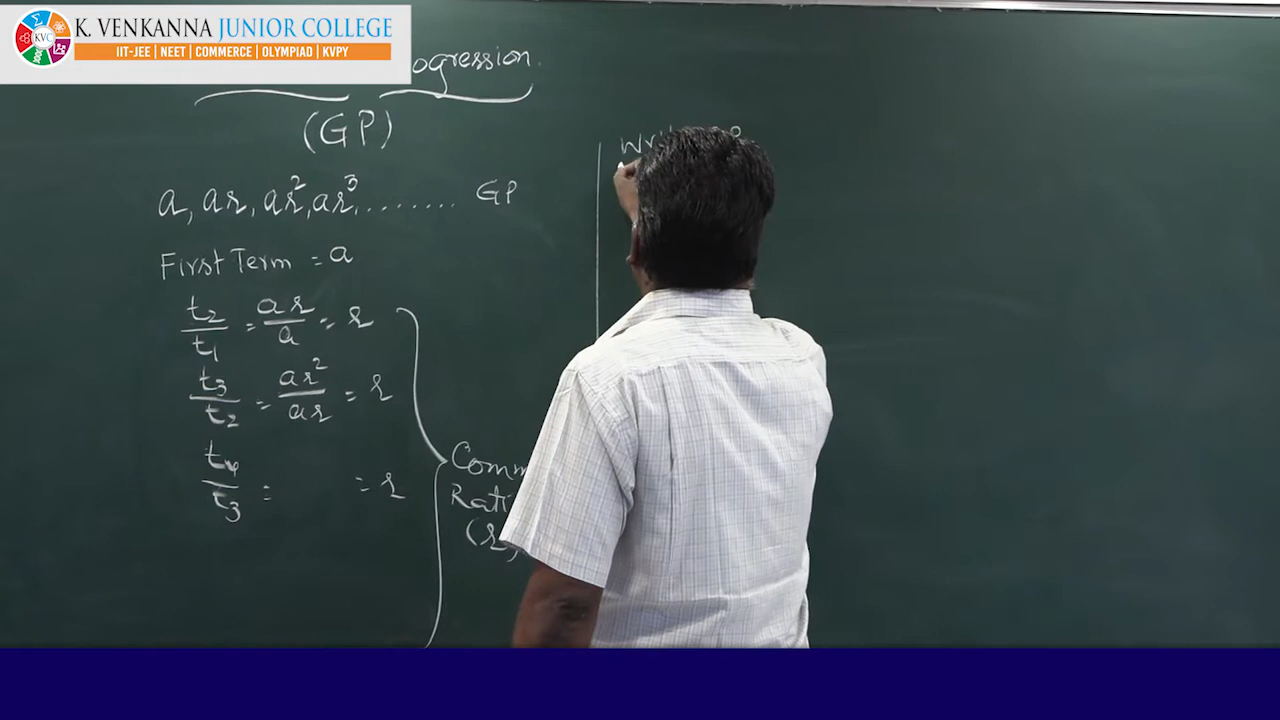 K. VENKANNA JUNIOR COLLEGE
IIT-JEE | NEET | COMMERCE | OLYMPIAD | KVPY
KVC
ogression.
(GP)
a, ar, ar², ar³, ........ GP
First Term = a
t₂/t₁ = ar/a = r
t₃/t₂ = ar²/ar = r
t₄/t₃ = = r
Comm
Rati
(r,